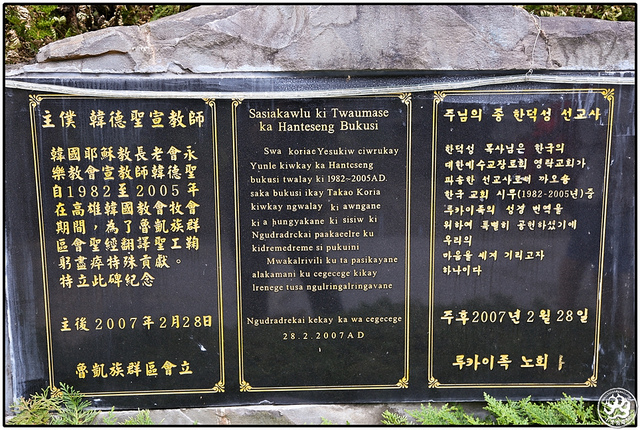 主僕 韓德聖宣教師
韓國耶穌教長老會永
樂教會宣教師韓德聖
自1982至2005年
在高雄韓國教會牧會
期間，為了魯凱族群
區會聖經翻譯聖工鞠
躬盡瘁特殊貢獻。
特立此碑紀念
主後2007年2月28日
魯凱族群區會立
Sasiakawlu ki Twaumase
ka Hanteseng Bukusi
Swa koriaeYesukiw ciwrukay
Yunle kiwkay ka Hantcseng
bukusi twalay ki 1982~2005AD.
saka bukusi ikay Takao Koria
kiwkay ngwalay ki awngane
ki a hungyakane ki sisiw ki
Ngudradrckai paakaeelre ku
kidremedreme si pukuini
Mwakalrivili ku ta pasikayane
alakamani ku cegecege kikay
lrenege tusa ngulringalringavane
Ngudradrekai kekay ka wa cegecege
28.2.2007AD
주님의 종 한덕성 선교사
한덕성 목사님은 한국의
대한예수교장로회 영락교회가
파송한 선교사로써 까오슝
한국 교회 시무(1982-2005년)중
루카이족의 성경 번역을
위하여 특별히 공헌하셨기에
우리의
마음을 세겨 기리고자
하나이다
주후2007년 2월 28일
루카이족 노회